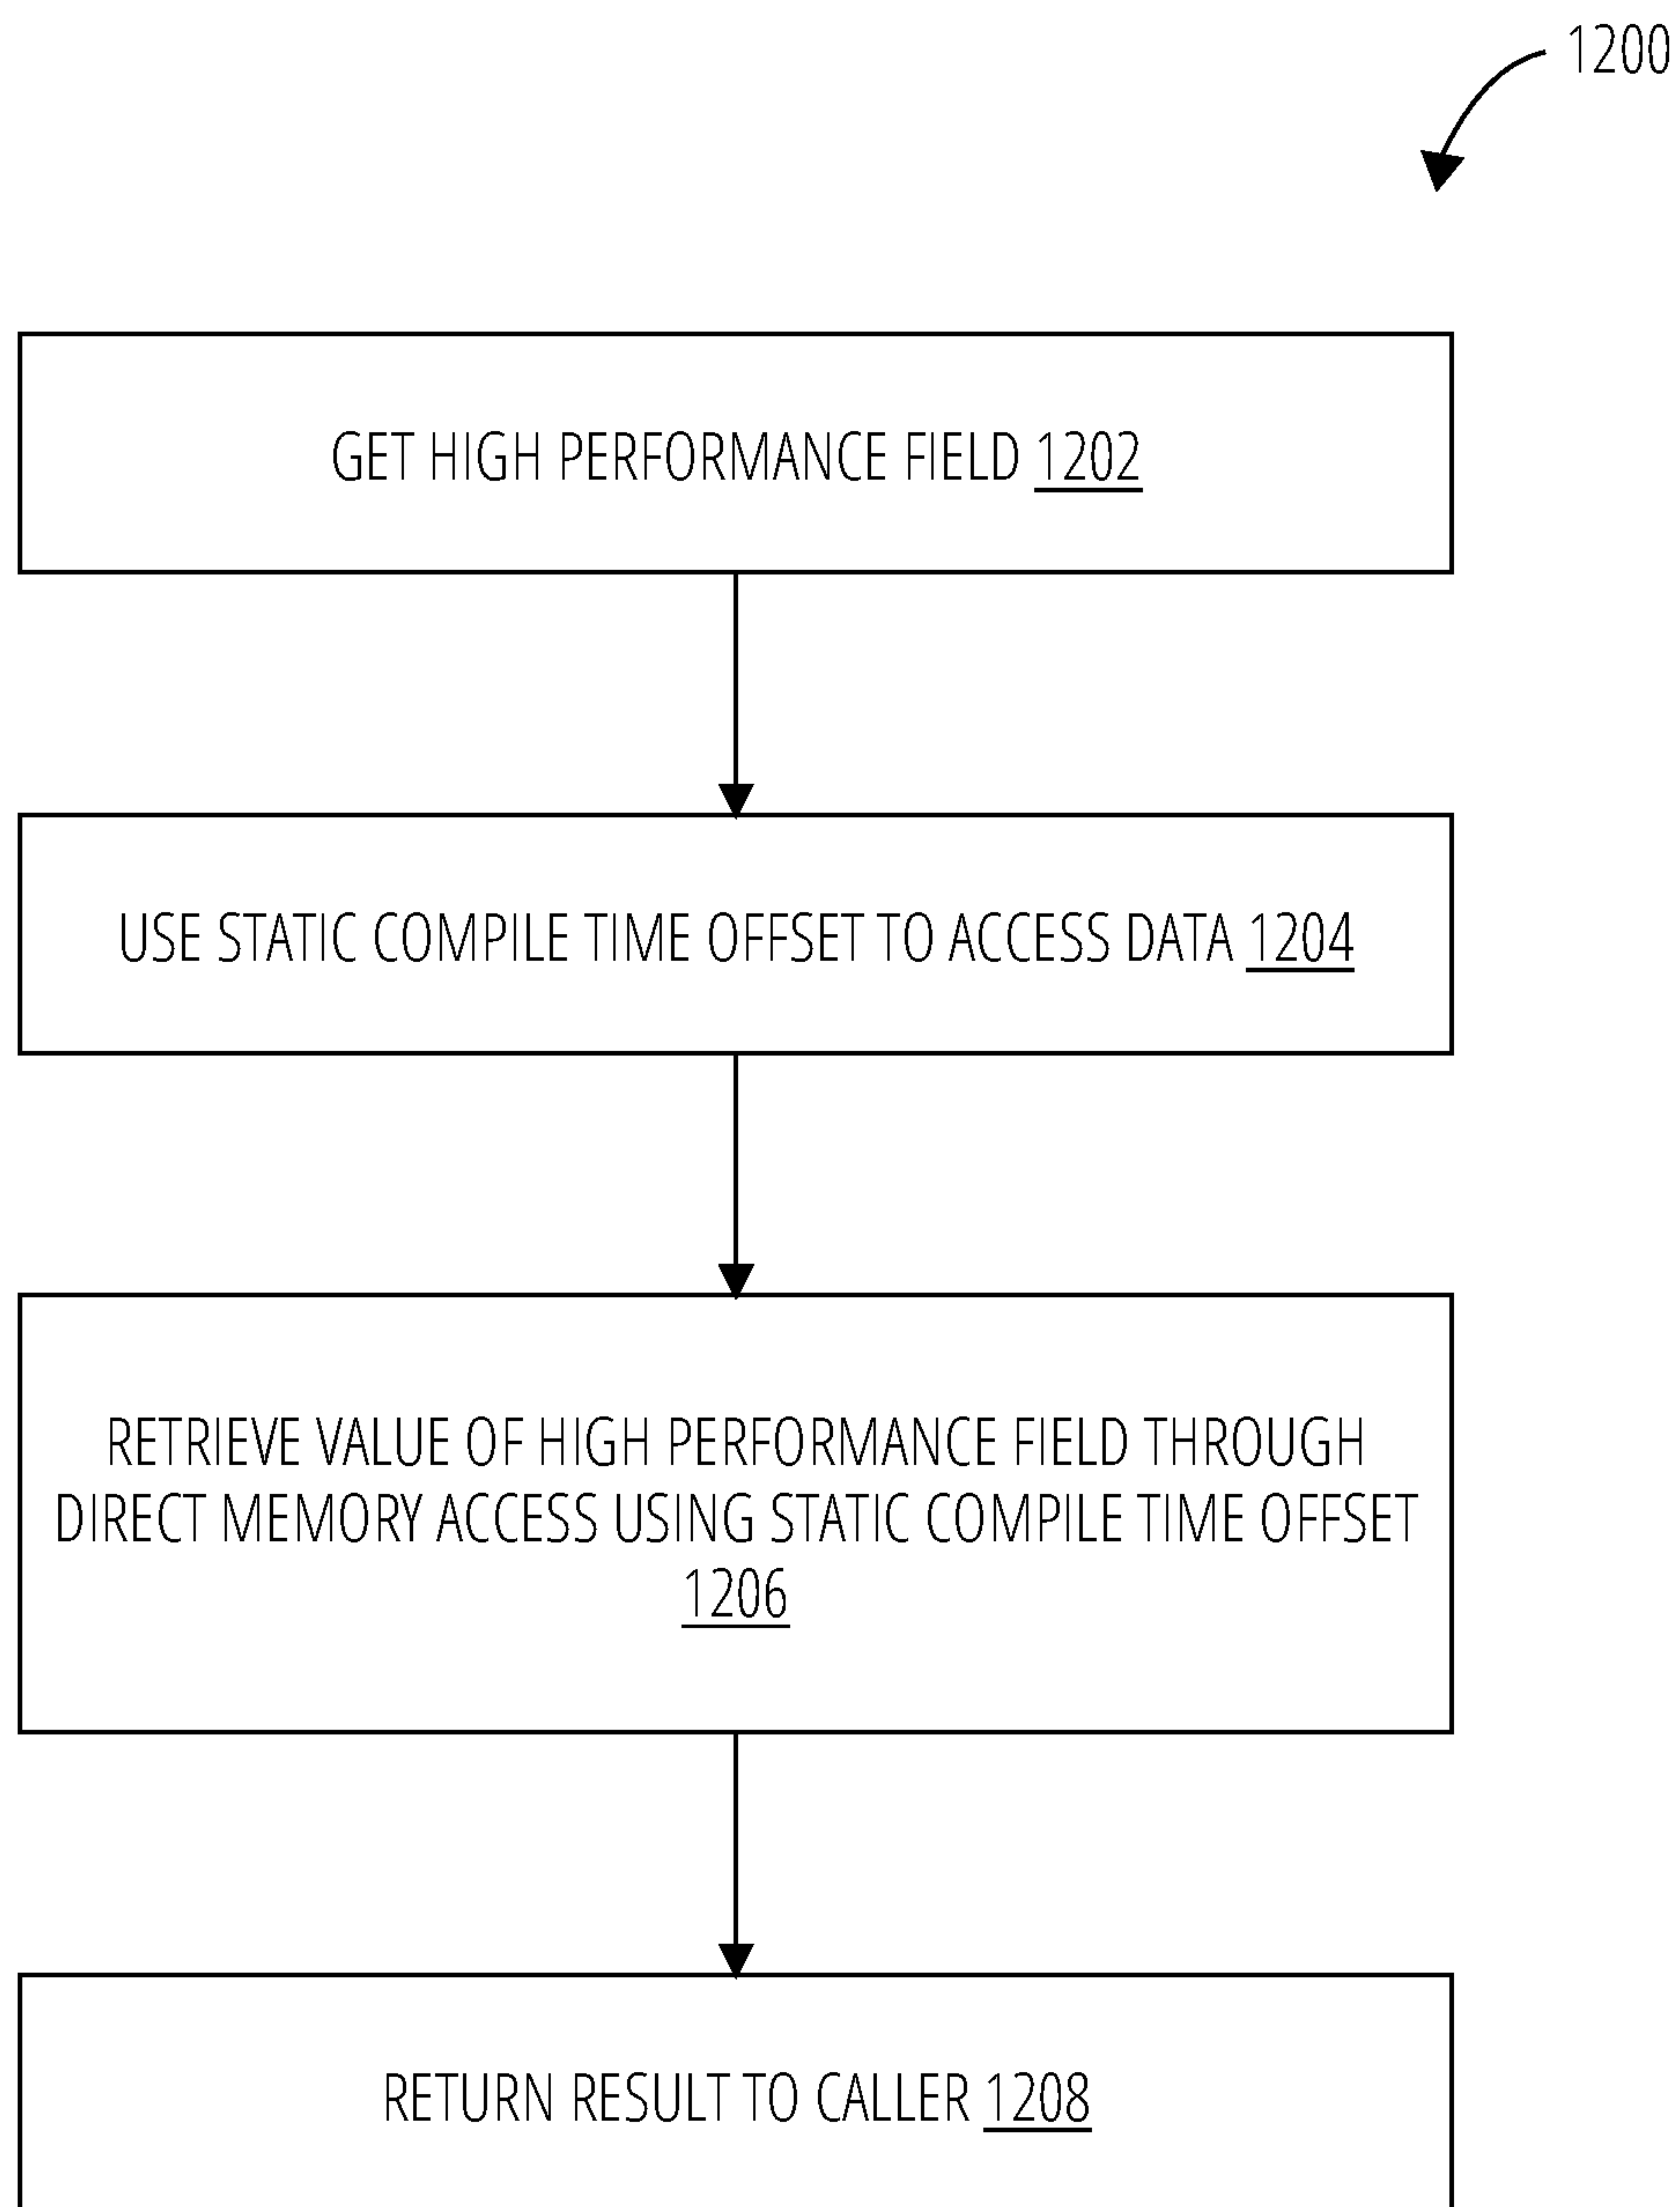 1200
GET HIGH PERFORMANCE FIELD 1202
USE STATIC COMPILE TIME OFFSET TO ACCESS DATA 1204
RETRIEVE VALUE OF HIGH PERFORMANCE FIELD THROUGH
DIRECT MEMORY ACCESS USING STATIC COMPILE TIME OFFSET
1206
RETURN RESULT TO CALLER 1208